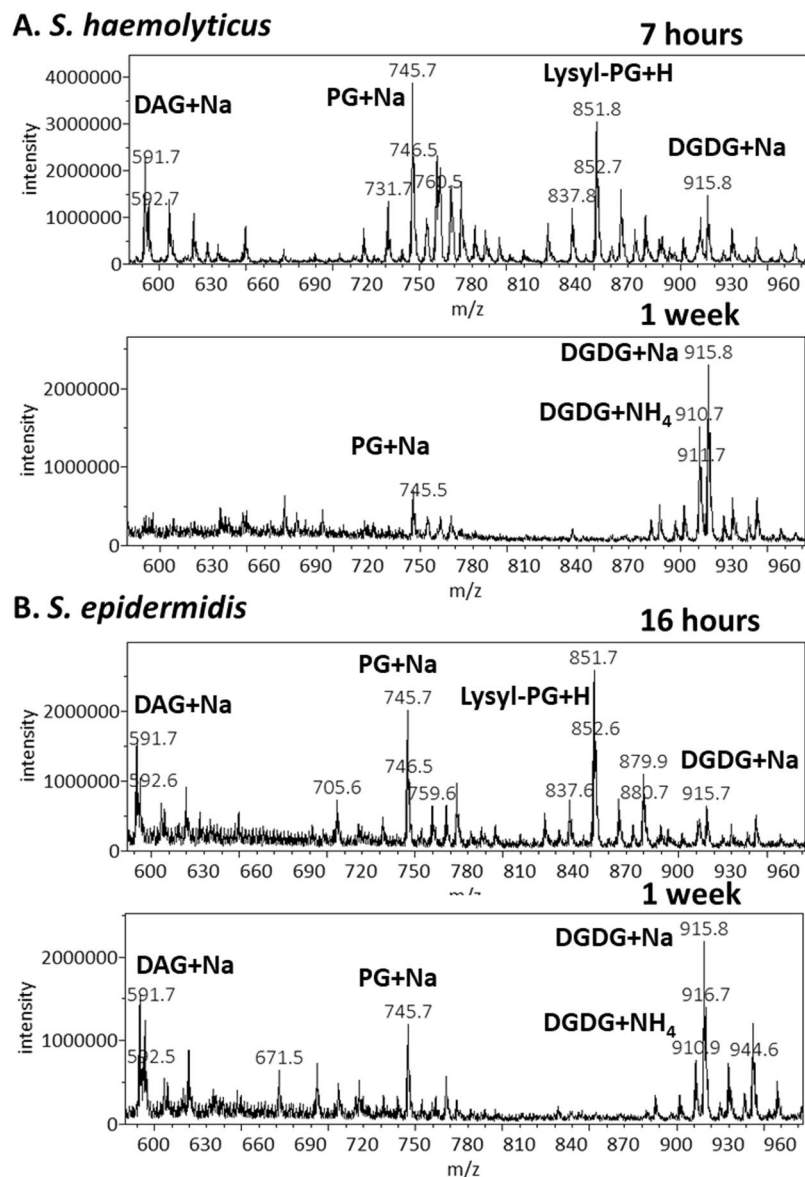 A. S. haemolyticus
7 hours
4000000
3000000
2000000
1000000
0
intensity
DAG+Na
591.7
592.7
PG+Na
745.7
746.5
731.7
760.5
Lysyl-PG+H
851.8
852.7
837.8
DGDG+Na
915.8
600 630 660 690 720 750 780 810 840 870 900 930 960
m/z
1 week
2000000
1000000
0
intensity
PG+Na
745.5
DGDG+Na
915.8
DGDG+NH4
910.7
911.7
600 630 660 690 720 750 780 810 840 870 900 930 960
m/z
B. S. epidermidis
16 hours
2000000
1000000
0
intensity
DAG+Na
591.7
592.6
705.6
PG+Na
745.7
746.5
759.6
Lysyl-PG+H
851.7
852.6
837.6
879.9
880.7
DGDG+Na
915.7
600 630 660 690 720 750 780 810 840 870 900 930 960
1 week
2000000
1000000
0
intensity
DAG+Na
591.7
592.5
671.5
PG+Na
745.7
DGDG+Na
915.8
916.7
DGDG+NH4
910.9
944.6
600 630 660 690 720 750 780 810 840 870 900 930 960
m/z